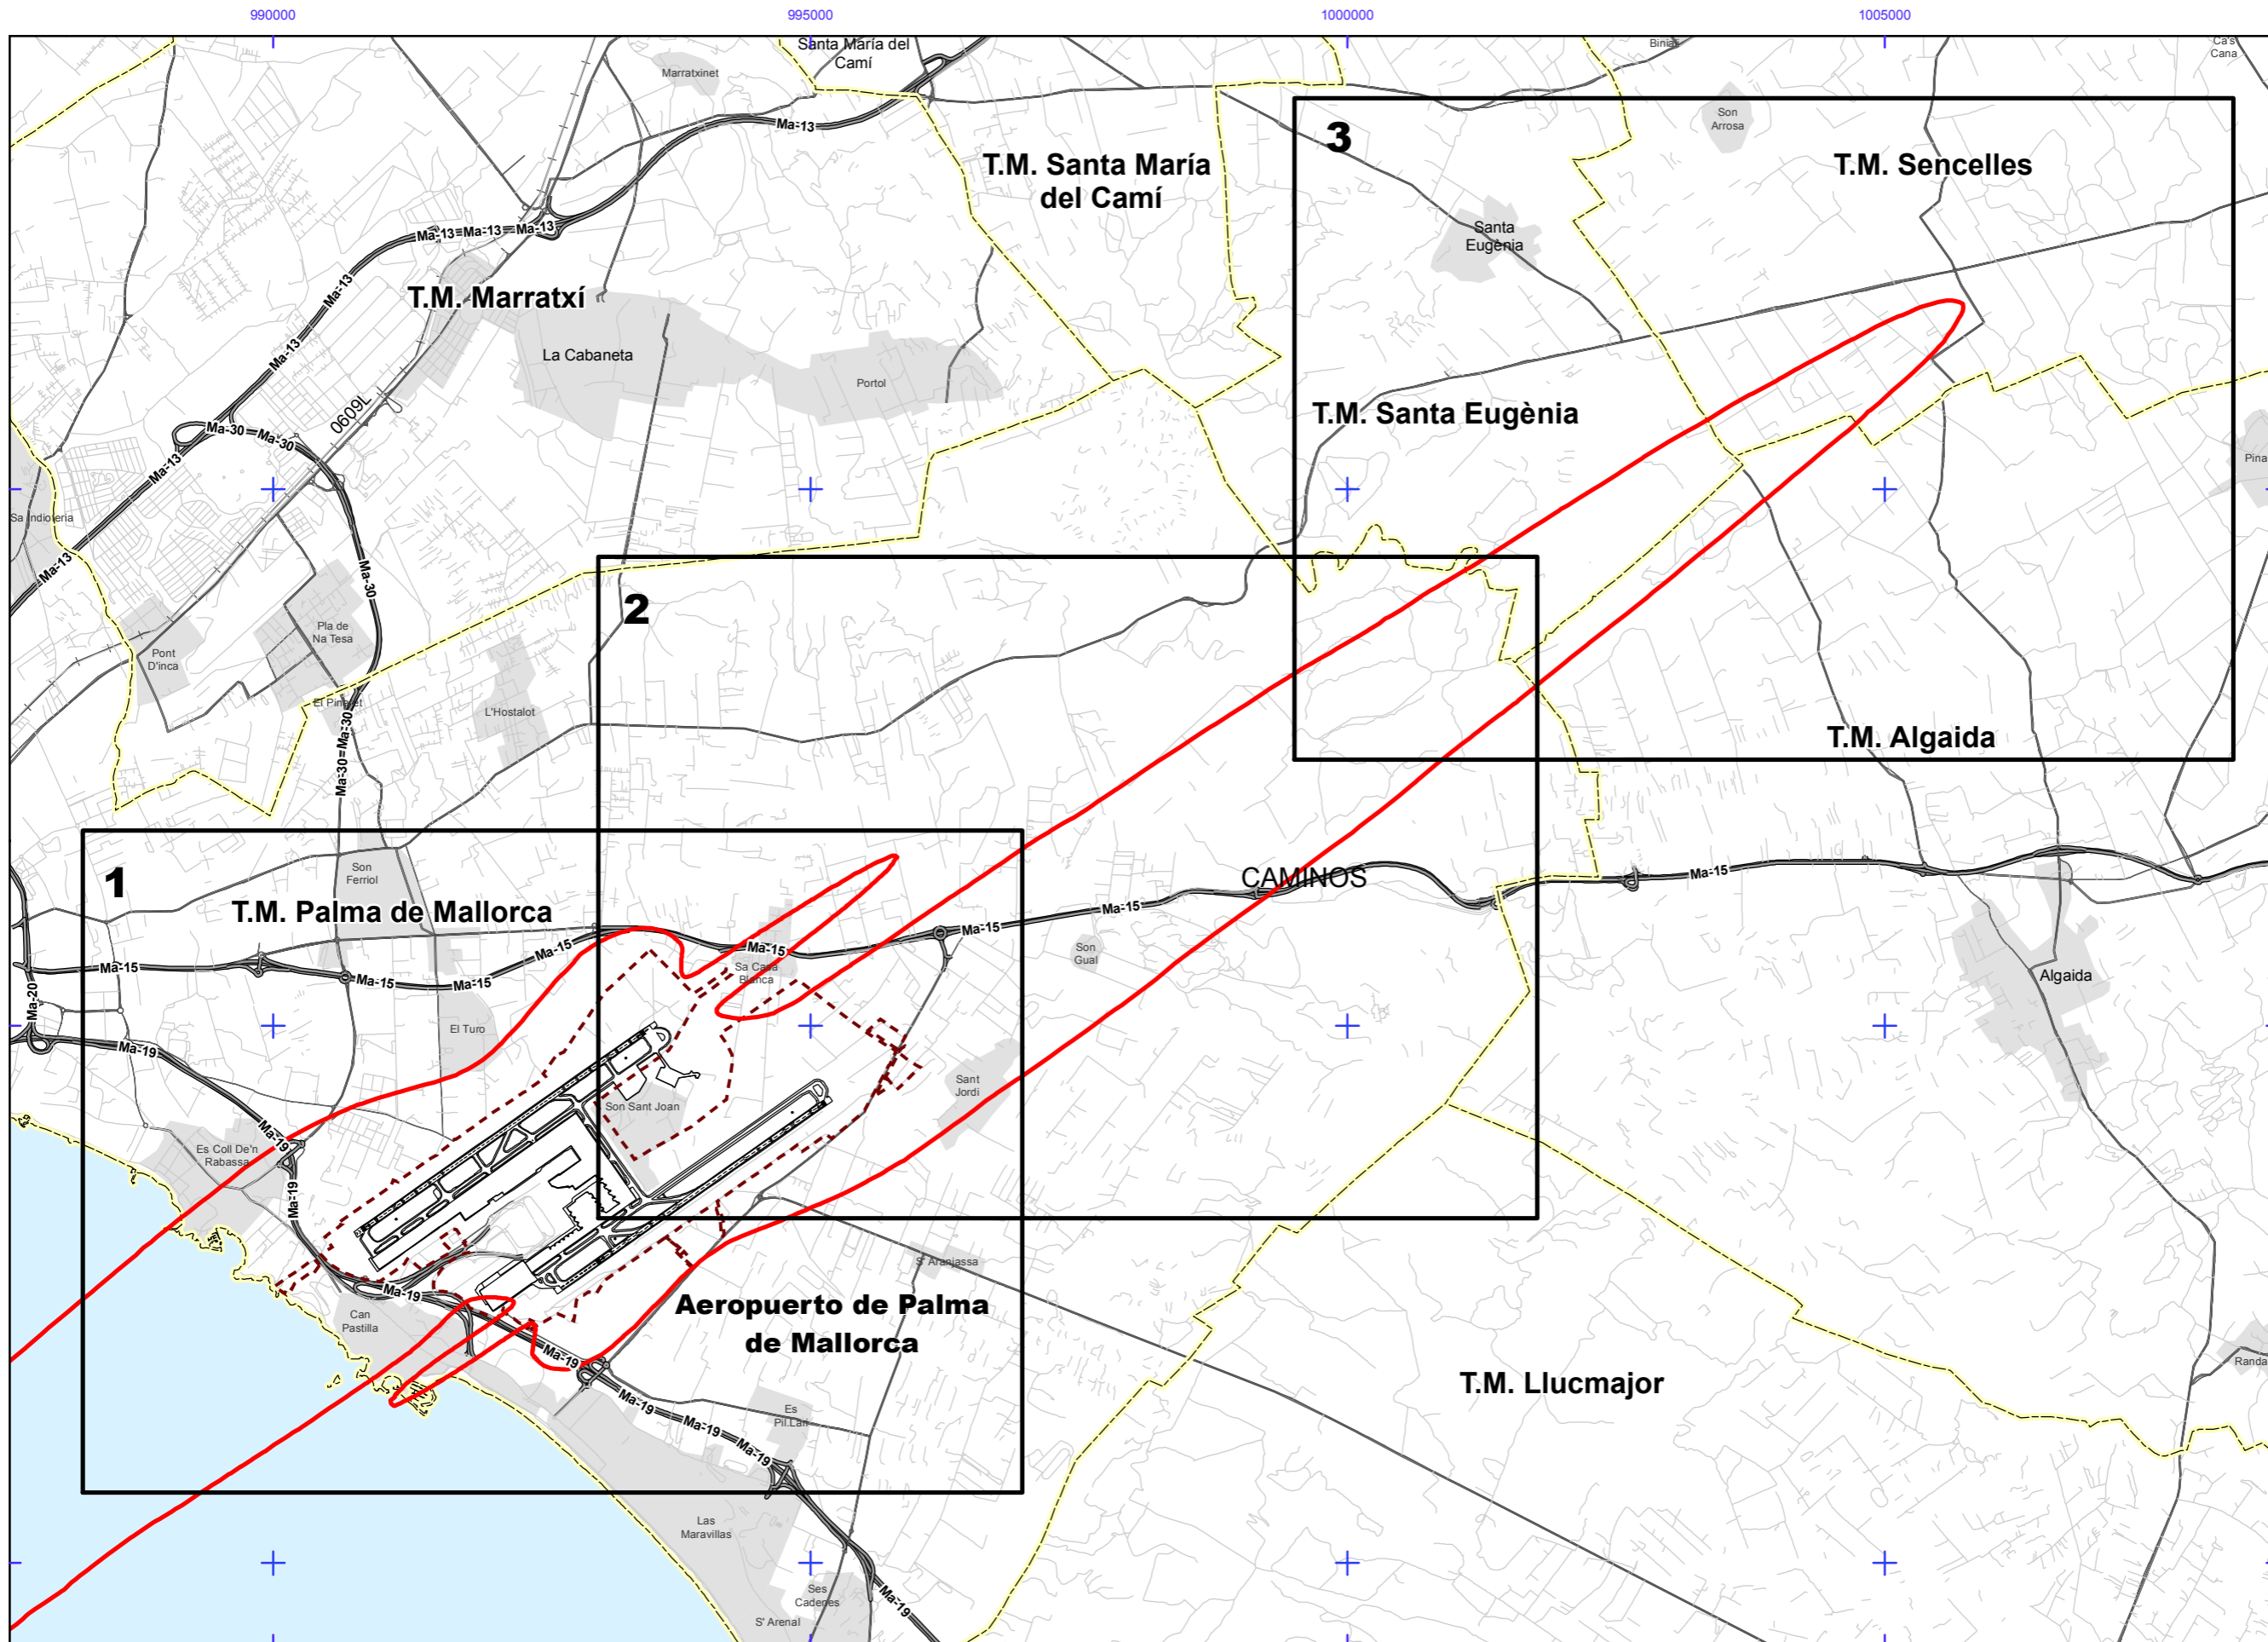 990000
995000
1000000
1005000
Santa María del
Camí
Marratxinet
Ca's
Cana
Ma-13
Son
Arrosa
3
T.M. Santa María
del Camí
T.M. Sencelles
Ma-13
Ma-13
Ma-13
Santa
Eugènia
Ma-13
T.M. Marratxí
Ma-13
La Cabaneta
Portol
0609L
T.M. Santa Eugènia
Ma-30
Ma-30
Ma-13
Pina
Sa Indioteria
Ma-13
Ma-30
2
Pla de
Na Tesa
Pont
D'inca
El Pinaret
L'Hostalot
Ma-30
Ma-30
T.M. Algaida
1
Son
Ferriol
CAMINOS
Ma-15
T.M. Palma de Mallorca
Ma-15
Ma-15
Ma-15
Ma-15
Son
Gual
Ma-15
Sa Casa
Blanca
Ma-15
Ma-15
Algaida
Ma-20
El Turo
Ma-19
Sant
Jordi
Son Sant Joan
Ma-19
Es Coll De'n
Rabassa
Ma-19
S' Aranjassa
Ma-19
Aeropuerto de Palma
de Mallorca
Can
Pastilla
Ma-19
Randa
T.M. Llucmajor
Ma-19
Es
Pil.Lari
Ma-19
Ma-19
Las
Maravillas
Ses
Cadenes
Ma-19
S' Arenal